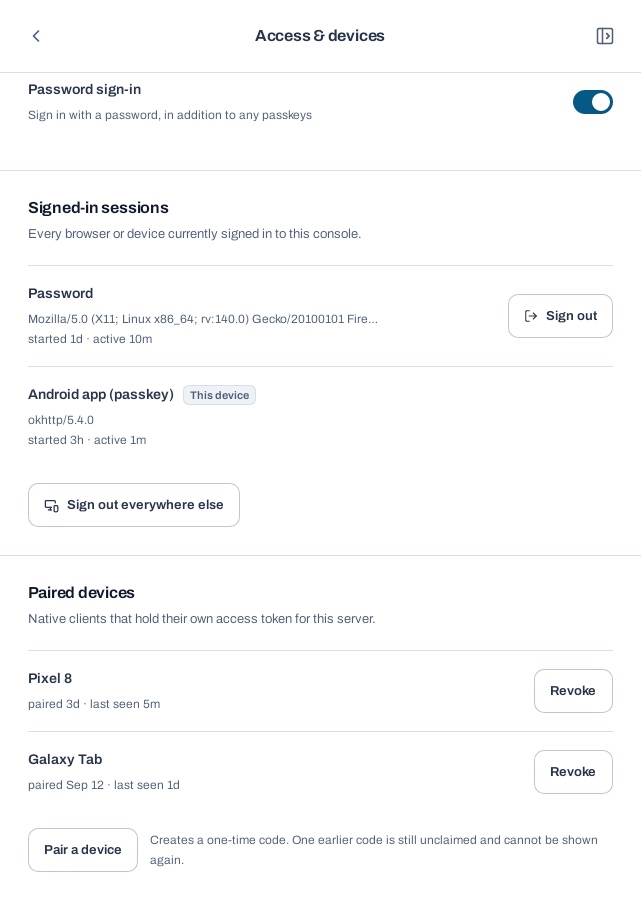 Access & devices
Password sign-in
Sign in with a password, in addition to any passkeys
Signed-in sessions
Every browser or device currently signed in to this console.
Password
Mozilla/5.0 (X11; Linux x86_64; rv:140.0) Gecko/20100101 Fire...
started 1d · active 10m
Sign out
Android app (passkey) This device
okhttp/5.4.0
started 3h · active 1m
Sign out everywhere else
Paired devices
Native clients that hold their own access token for this server.
Pixel 8
paired 3d · last seen 5m
Revoke
Galaxy Tab
paired Sep 12 · last seen 1d
Revoke
Pair a device
Creates a one-time code. One earlier code is still unclaimed and cannot be shown
again.